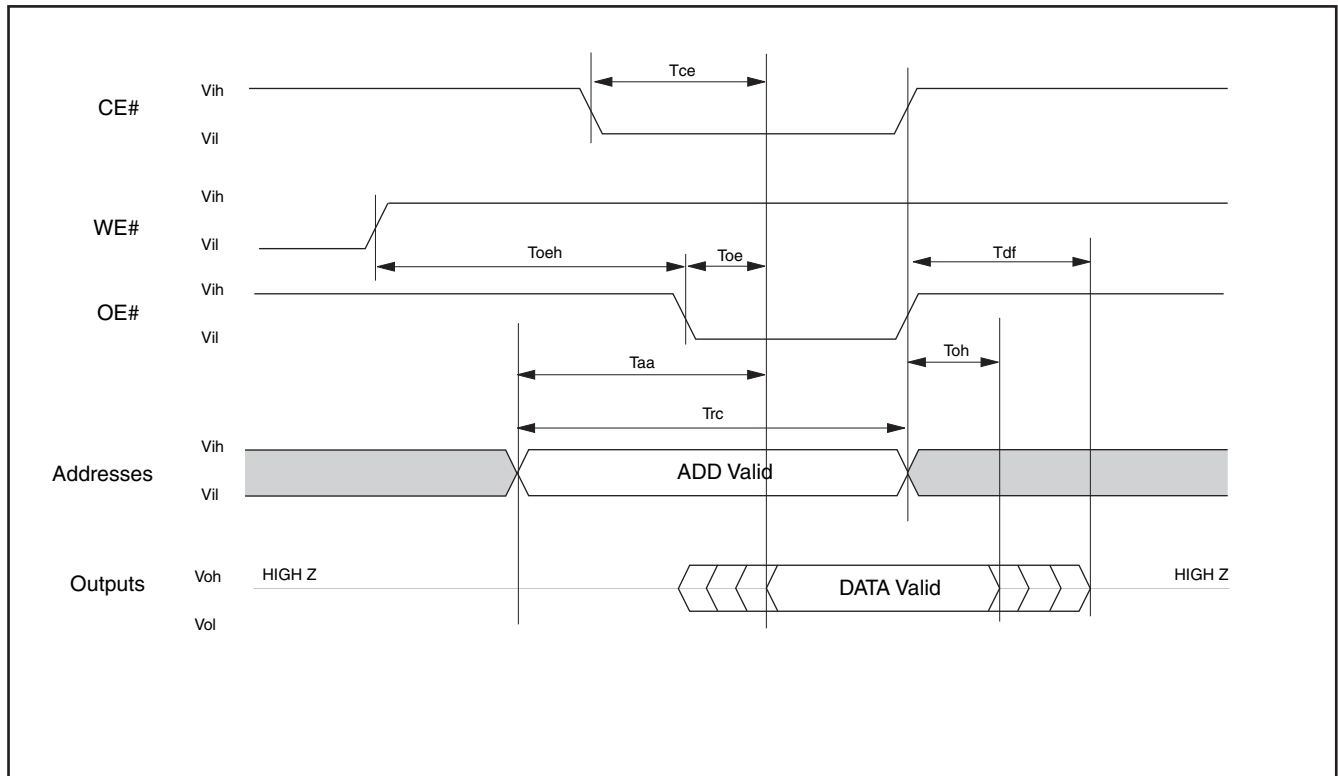 Tce
CE#
Vih
Vil
WE#
Vih
Vil
Toeh
Toe
Tdf
OE#
Vih
Vil
Taa
Toh
Trc
Addresses
Vih
Vil
ADD Valid
Outputs
Voh
Vol
HIGH Z
DATA Valid
HIGH Z